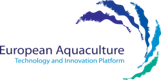 European Aquaculture
Technology and Innovation Platform